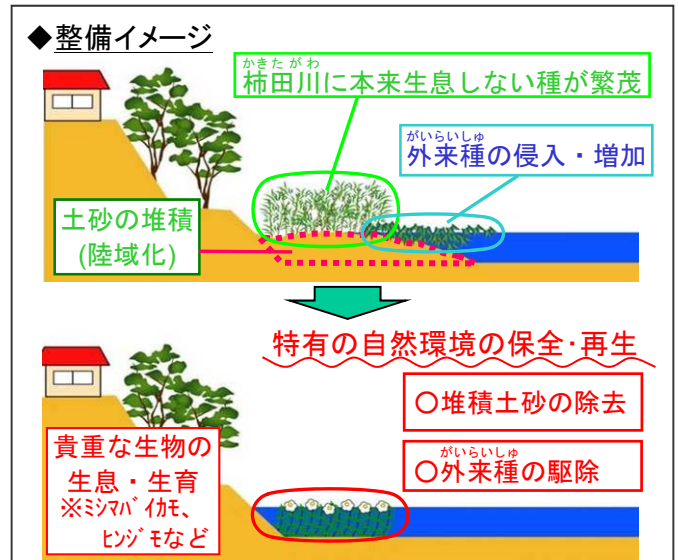 ◆整備イメージ
かきたがわ
柿田川に本来生息しない種が繁茂
がいらいしゅ
外来種の侵入・増加
土砂の堆積
(陸域化)
特有の自然環境の保全・再生
○堆積土砂の除去
がいらいしゅ
○外来種の駆除
貴重な生物の
生息・生育
※ﾐｼﾏﾊﾞｲｶﾓ、
ﾋﾝｼﾞﾓなど